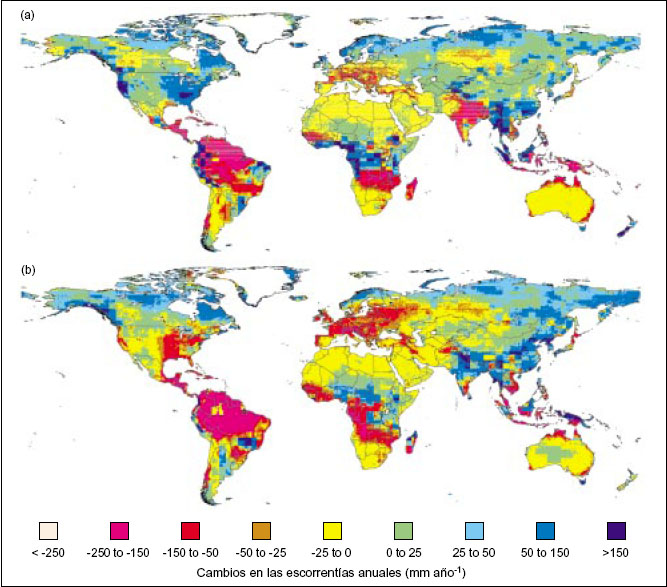 (a)
(b)
< -250 -250 to -150 -150 to -50 -50 to -25 -25 to 0 0 to 25 25 to 50 50 to 150 >150
Cambios en las escorrentías anuales (mm año-1)